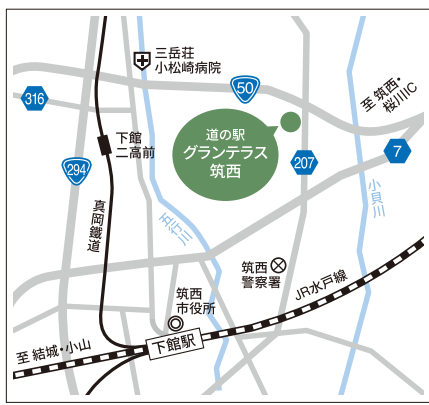 三岳荘
小松崎病院
50
至 筑西・
桜川IC
316
道の駅
グランテラス
筑西
下館
二高前
207
7
294
小貝川
真岡鐵道
五行川
筑西
警察署
JR水戸線
筑西
市役所
下館駅
至 結城・小山